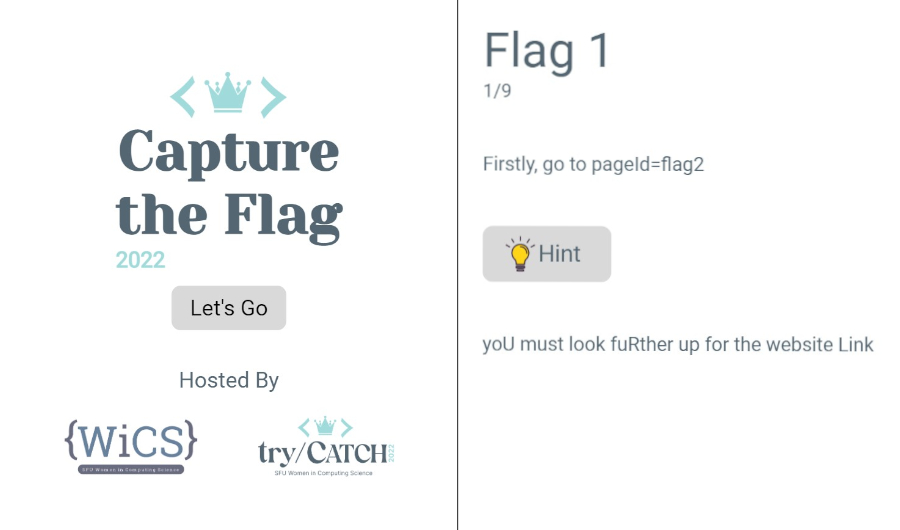 Capture
the Flag
2022
Let's Go
Hosted By
{WiCS}
SFU Women in Computing Science
try/CATCH
2022
SFU Women in Computing Science
Flag 1
1/9
Firstly, go to pageId=flag2
Hint
yoU must look fuRther up for the website Link